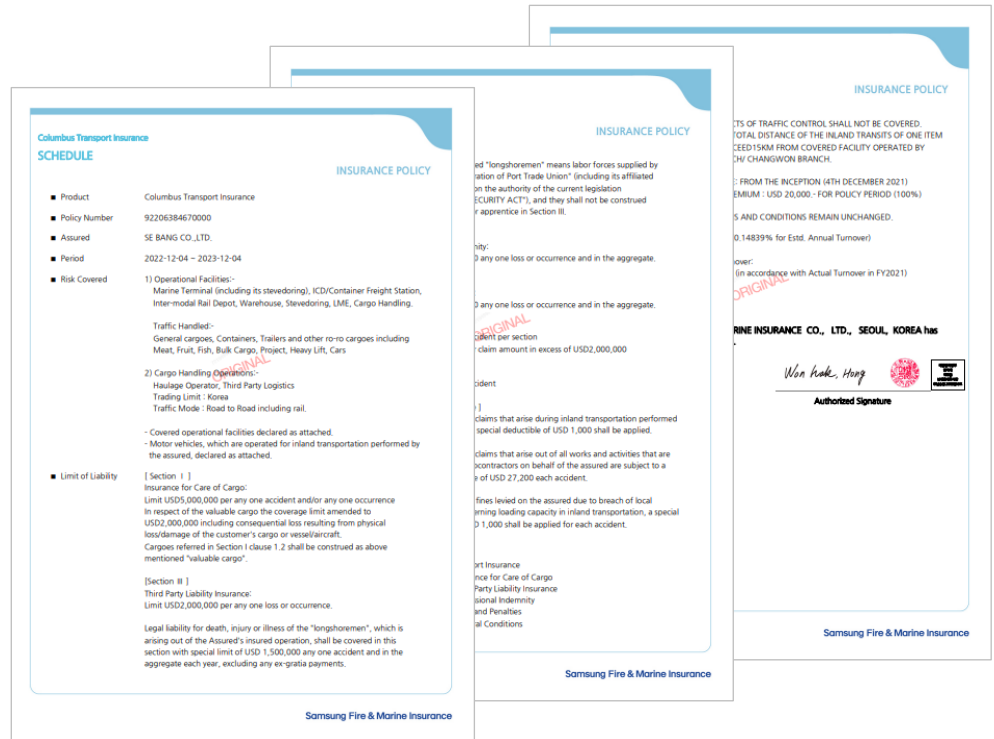 Columbus Transport Insurance
SCHEDULE
INSURANCE POLICY
■ Product Columbus Transport Insurance
■ Policy Number 92206384670000
■ Assured SE BANG CO.,LTD.
■ Period 2022-12-04 ~ 2023-12-04
■ Risk Covered 1) Operational Facilities:-
Marine Terminal (including its stevedoring), ICD/Container Freight Station,
Inter-modal Rail Depot, Warehouse, Stevedoring, LME, Cargo Handling.
Traffic Handled:-
General cargoes, Containers, Trailers and other ro-ro cargoes including
Meat, Fruit, Fish, Bulk Cargo, Project, Heavy Lift, Cars
ORIGINAL
2) Cargo Handling Operations:-
Haulage Operator, Third Party Logistics
Trading Limit : Korea
Traffic Mode : Road to Road including rail.
- Covered operational facilities declared as attached.
- Motor vehicles, which are operated for inland transportation performed by
the assured, declared as attached.
■ Limit of Liability [ Section Ⅰ ]
Insurance for Care of Cargo:
Limit USD5,000,000 per any one accident and/or any one occurrence
In respect of the valuable cargo the coverage limit amended to
USD2,000,000 including consequential loss resulting from physical
loss/damage of the customer's cargo or vessel/aircraft.
Cargoes referred in Section I clause 1.2 shall be construed as above
mentioned "valuable cargo".
[Section Ⅲ ]
Third Party Liability Insurance:
Limit USD2,000,000 per any one loss or occurrence.
Legal liability for death, injury or illness of the "longshoremen", which is
arising out of the Assured's insured operation, shall be covered in this
section with special limit of USD 1,500,000 any one accident and in the
aggregate each year, excluding any ex-gratia payments.
Samsung Fire & Marine Insurance
INSURANCE POLICY
ed "longshoremen" means labor forces supplied by
ration of Port Trade Union" (including its affiliated
on the authority of the current legislation
ECURITY ACT"), and they shall not be construed
r apprentice in Section III.
nity:
0 any one loss or occurrence and in the aggregate.
0 any one loss or occurrence and in the aggregate.
ORIGINAL
cident per section
r claim amount in excess of USD2,000,000
cident
]
claims that arise during inland transportation performed
special deductible of USD 1,000 shall be applied.
claims that arise out of all works and activities that are
bcontractors on behalf of the assured are subject to a
e of USD 27,200 each accident.
fines levied on the assured due to breach of local
erning loading capacity in inland transportation, a special
D 1,000 shall be applied for each accident.
ort Insurance
nce for Care of Cargo
Party Liability Insurance
sional Indemnity
and Penalties
al Conditions
Samsung Fire & Marine Insurance
INSURANCE POLICY
CTS OF TRAFFIC CONTROL SHALL NOT BE COVERED.
TOTAL DISTANCE OF THE INLAND TRANSITS OF ONE ITEM
CEED15KM FROM COVERED FACILITY OPERATED BY
CH/ CHANGWON BRANCH.
: FROM THE INCEPTION (4TH DECEMBER 2021)
EMIUM : USD 20,000.- FOR POLICY PERIOD (100%)
S AND CONDITIONS REMAIN UNCHANGED.
0.14839% for Estd. Annual Turnover)
over:
(in accordance with Actual Turnover in FY2021)
ORIGINAL
RINE INSURANCE CO., LTD., SEOUL, KOREA has
.
Won hak, Hong
Authorized Signature
Samsung Fire & Marine Insurance